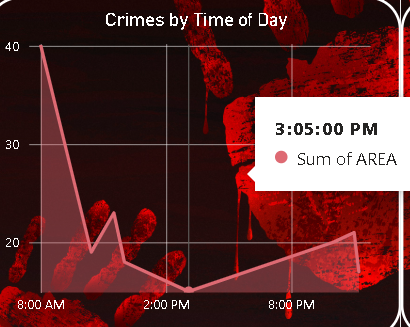 Crimes by Time of Day
40
30
20
3:05:00 PM
Sum of AREA
8:00 AM 2:00 PM 8:00 PM